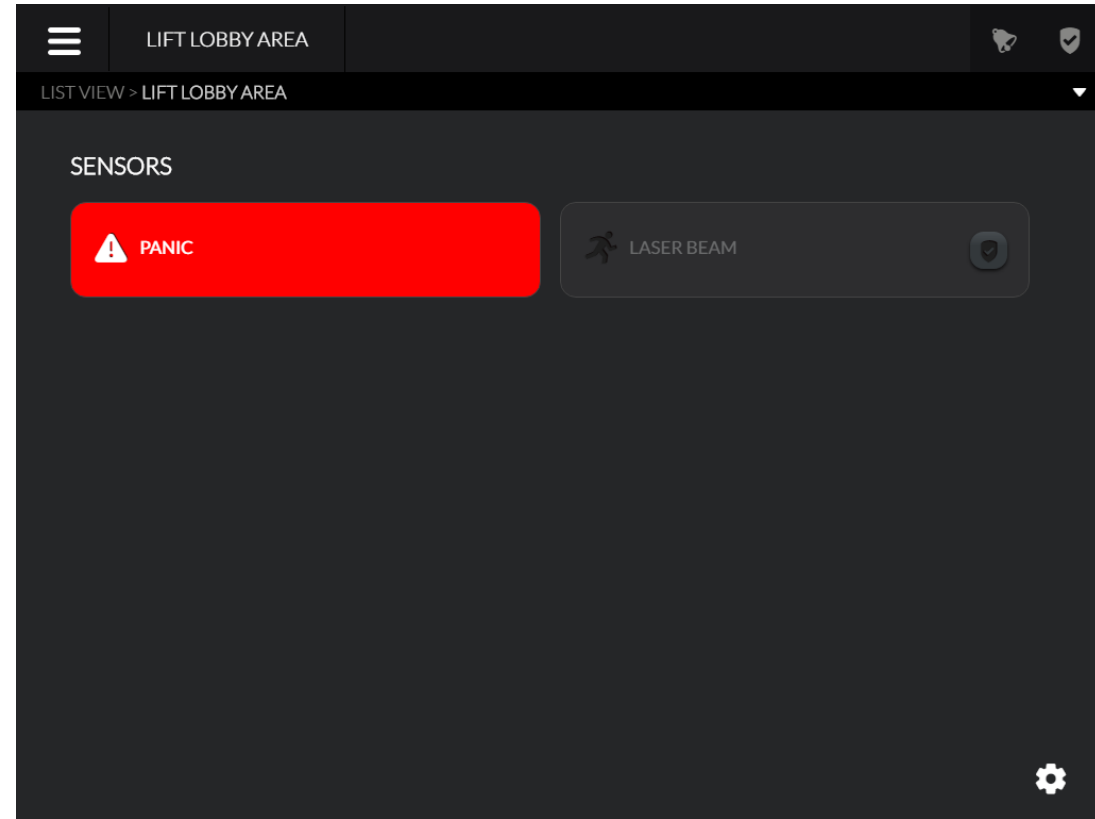 LIFT LOBBY AREA
LIST VIEW > LIFT LOBBY AREA
SENSORS
PANIC
LASER BEAM